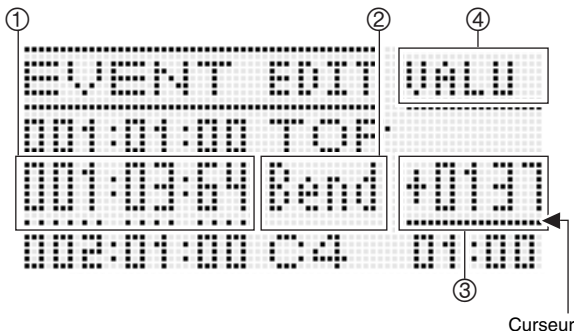 ① ② ④
EVENT EDIT VALU
001:01:00 TOP
001:03:64 Bend +0137
002:01:00 C4 01:00
③
Curseur